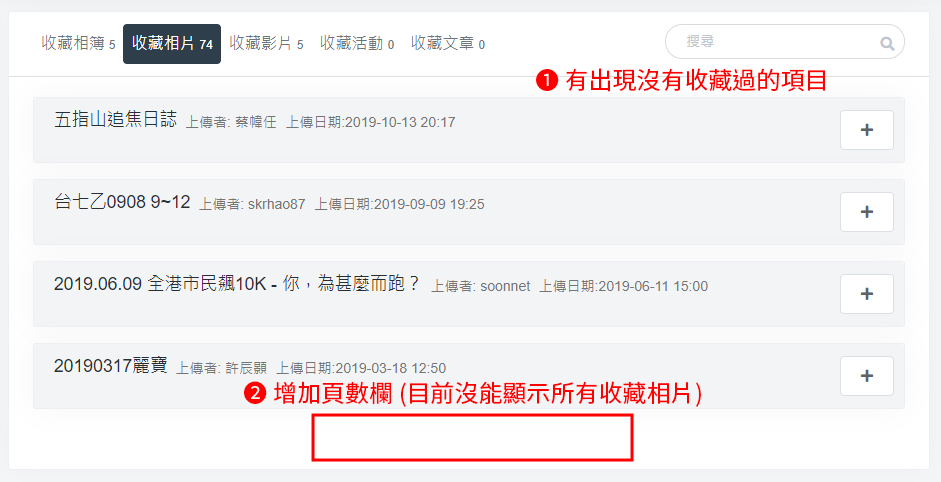 收藏相簿 5 收藏相片 74 收藏影片 5 收藏活動 0 收藏文章 0 搜尋
❶ 有出現沒有收藏過的項目
五指山追焦日誌 上傳者: 蔡幃任 上傳日期:2019-10-13 20:17
台七乙0908 9~12 上傳者: skrhao87 上傳日期:2019-09-09 19:25
2019.06.09 全港市民飆10K - 你，為甚麼而跑？ 上傳者: soonnet 上傳日期:2019-06-11 15:00
20190317麗寶 上傳者: 許辰顥 上傳日期:2019-03-18 12:50
❷ 增加頁數欄 (目前沒能顯示所有收藏相片)